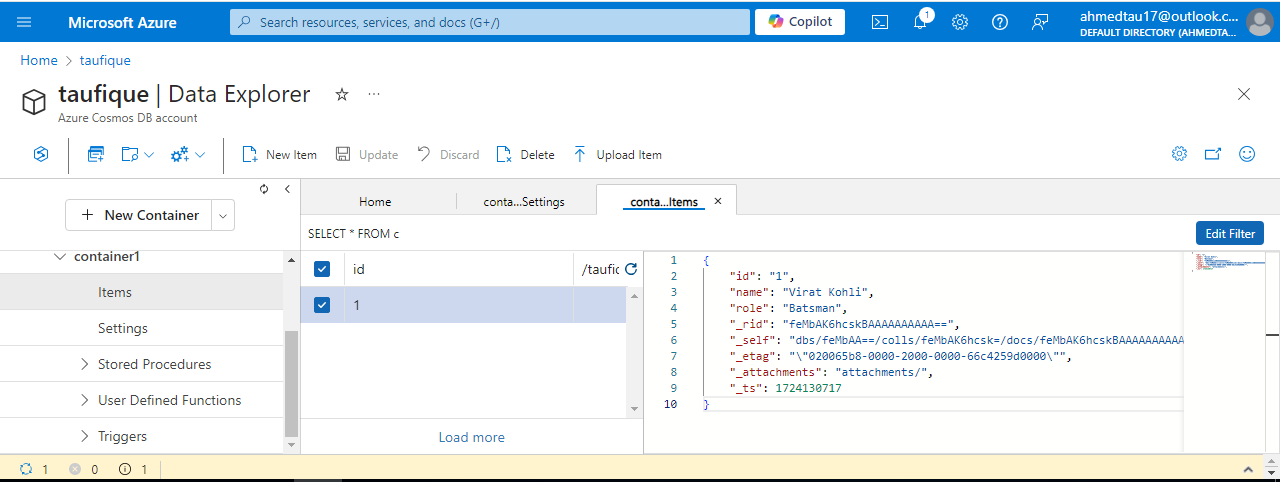 Microsoft Azure
Search resources, services, and docs (G+/)
Copilot
1
ahmedtau17@outlook.c...
DEFAULT DIRECTORY (AHMEDTA...
Home > taufique
taufique | Data Explorer
...
Azure Cosmos DB account
New Item
Update
Discard
Delete
Upload Item
+ New Container
container1
Items
Settings
Stored Procedures
User Defined Functions
Triggers
Home
conta...Settings
conta...Items
SELECT * FROM c
Edit Filter
id
/taufic
1
Load more
1 {
2 "id": "1",
3 "name": "Virat Kohli",
4 "role": "Batsman",
5 "_rid": "feMbAK6hcskBAAAAAAAAAA==",
6 "_self": "dbs/feMbAA==/colls/feMbAK6hcsk=/docs/feMbAK6hcskBAAAAAAAAAA
7 "_etag": "\"020065b8-0000-2000-0000-66c4259d0000\"",
8 "_attachments": "attachments/",
9 "_ts": 1724130717
10 }
1 0 1